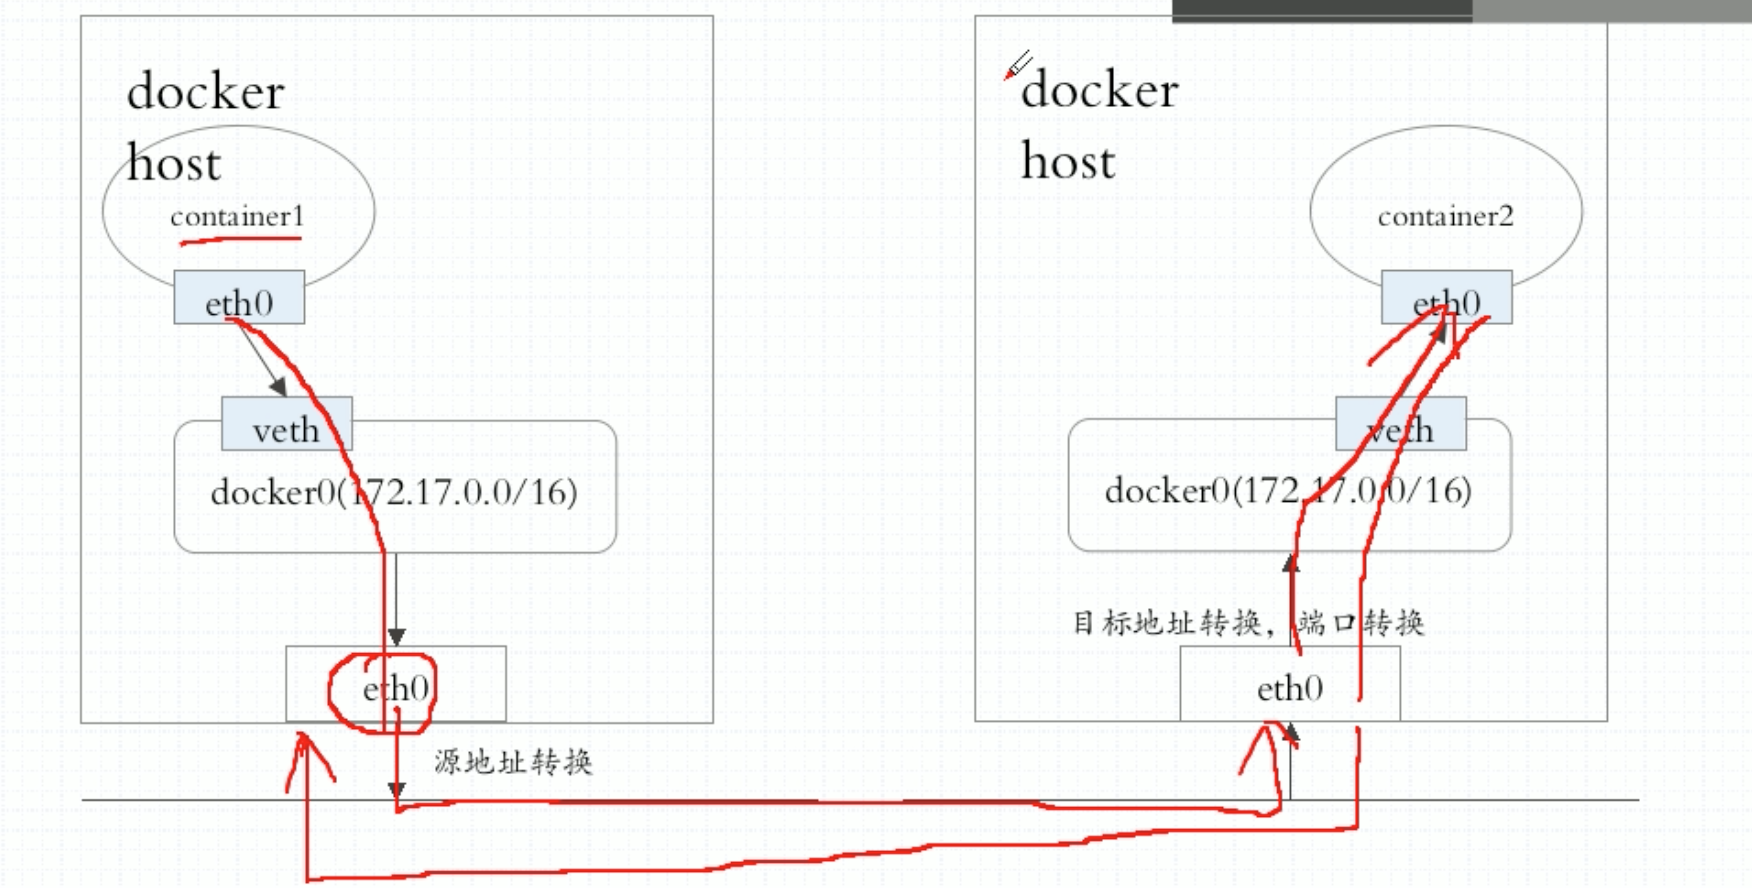 docker
host
container1
eth0
veth
docker0(172.17.0.0/16)
eth0
源地址转换
docker
host
container2
eth0
veth
docker0(172.17.0.0/16)
目标地址转换，端口转换
eth0